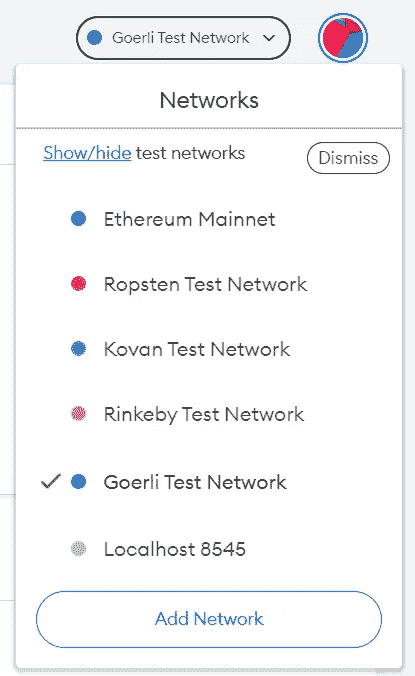 Goerli Test Network
Networks
Show/hide test networks
Dismiss
Ethereum Mainnet
Ropsten Test Network
Kovan Test Network
Rinkeby Test Network
Goerli Test Network
Localhost 8545
Add Network